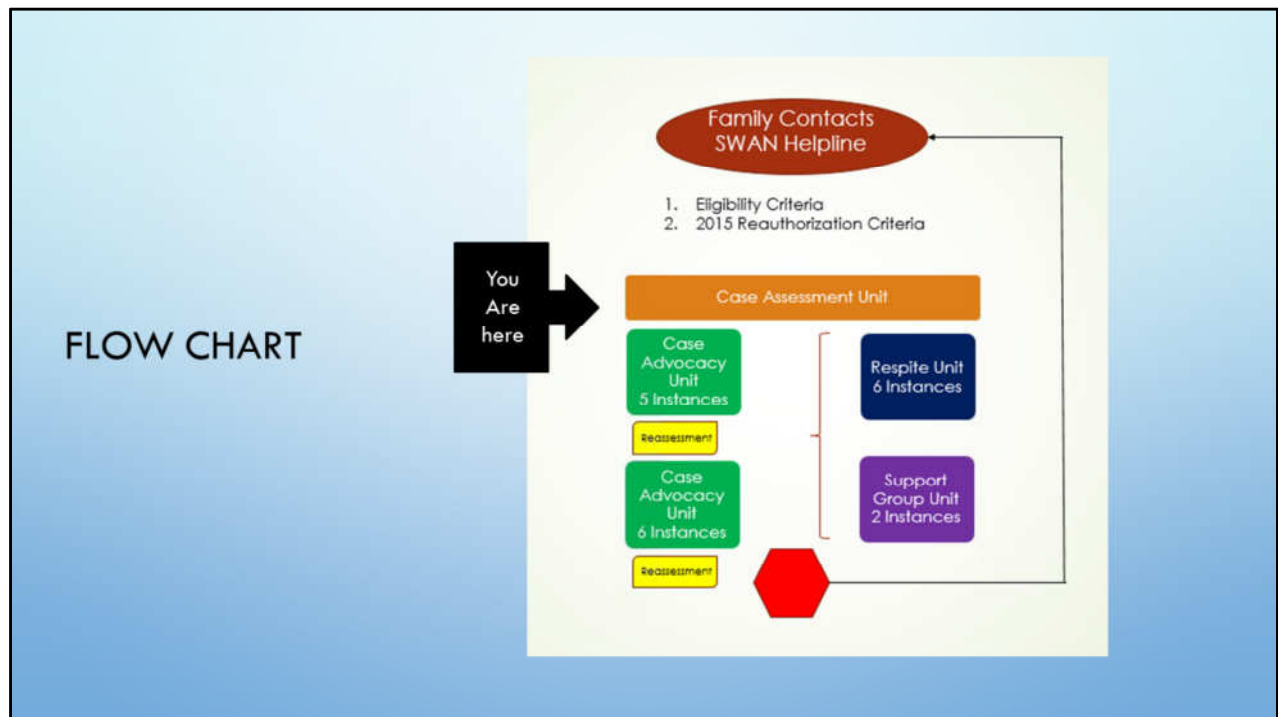 FLOW CHART
Family Contacts
SWAN Helpline
1. Eligibility Criteria
2. 2015 Reauthorization Criteria
You
Are
here
Case Assessment Unit
Case
Advocacy
Unit
5 Instances
Reassessment
Case
Advocacy
Unit
6 Instances
Reassessment
Respite Unit
6 Instances
Support
Group Unit
2 Instances